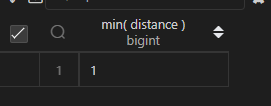 min( distance )
bigint
1 1